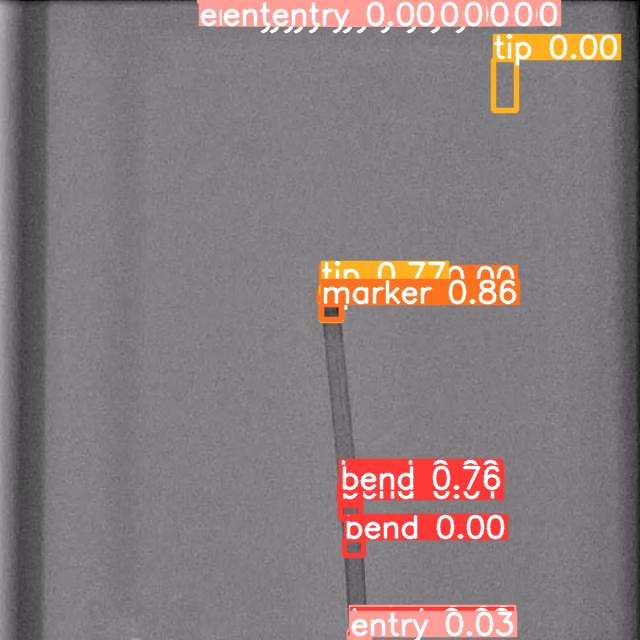 tip 0.00
tip 0.77
marker 0.86
bend 0.76
bend 0.00
entry 0.03